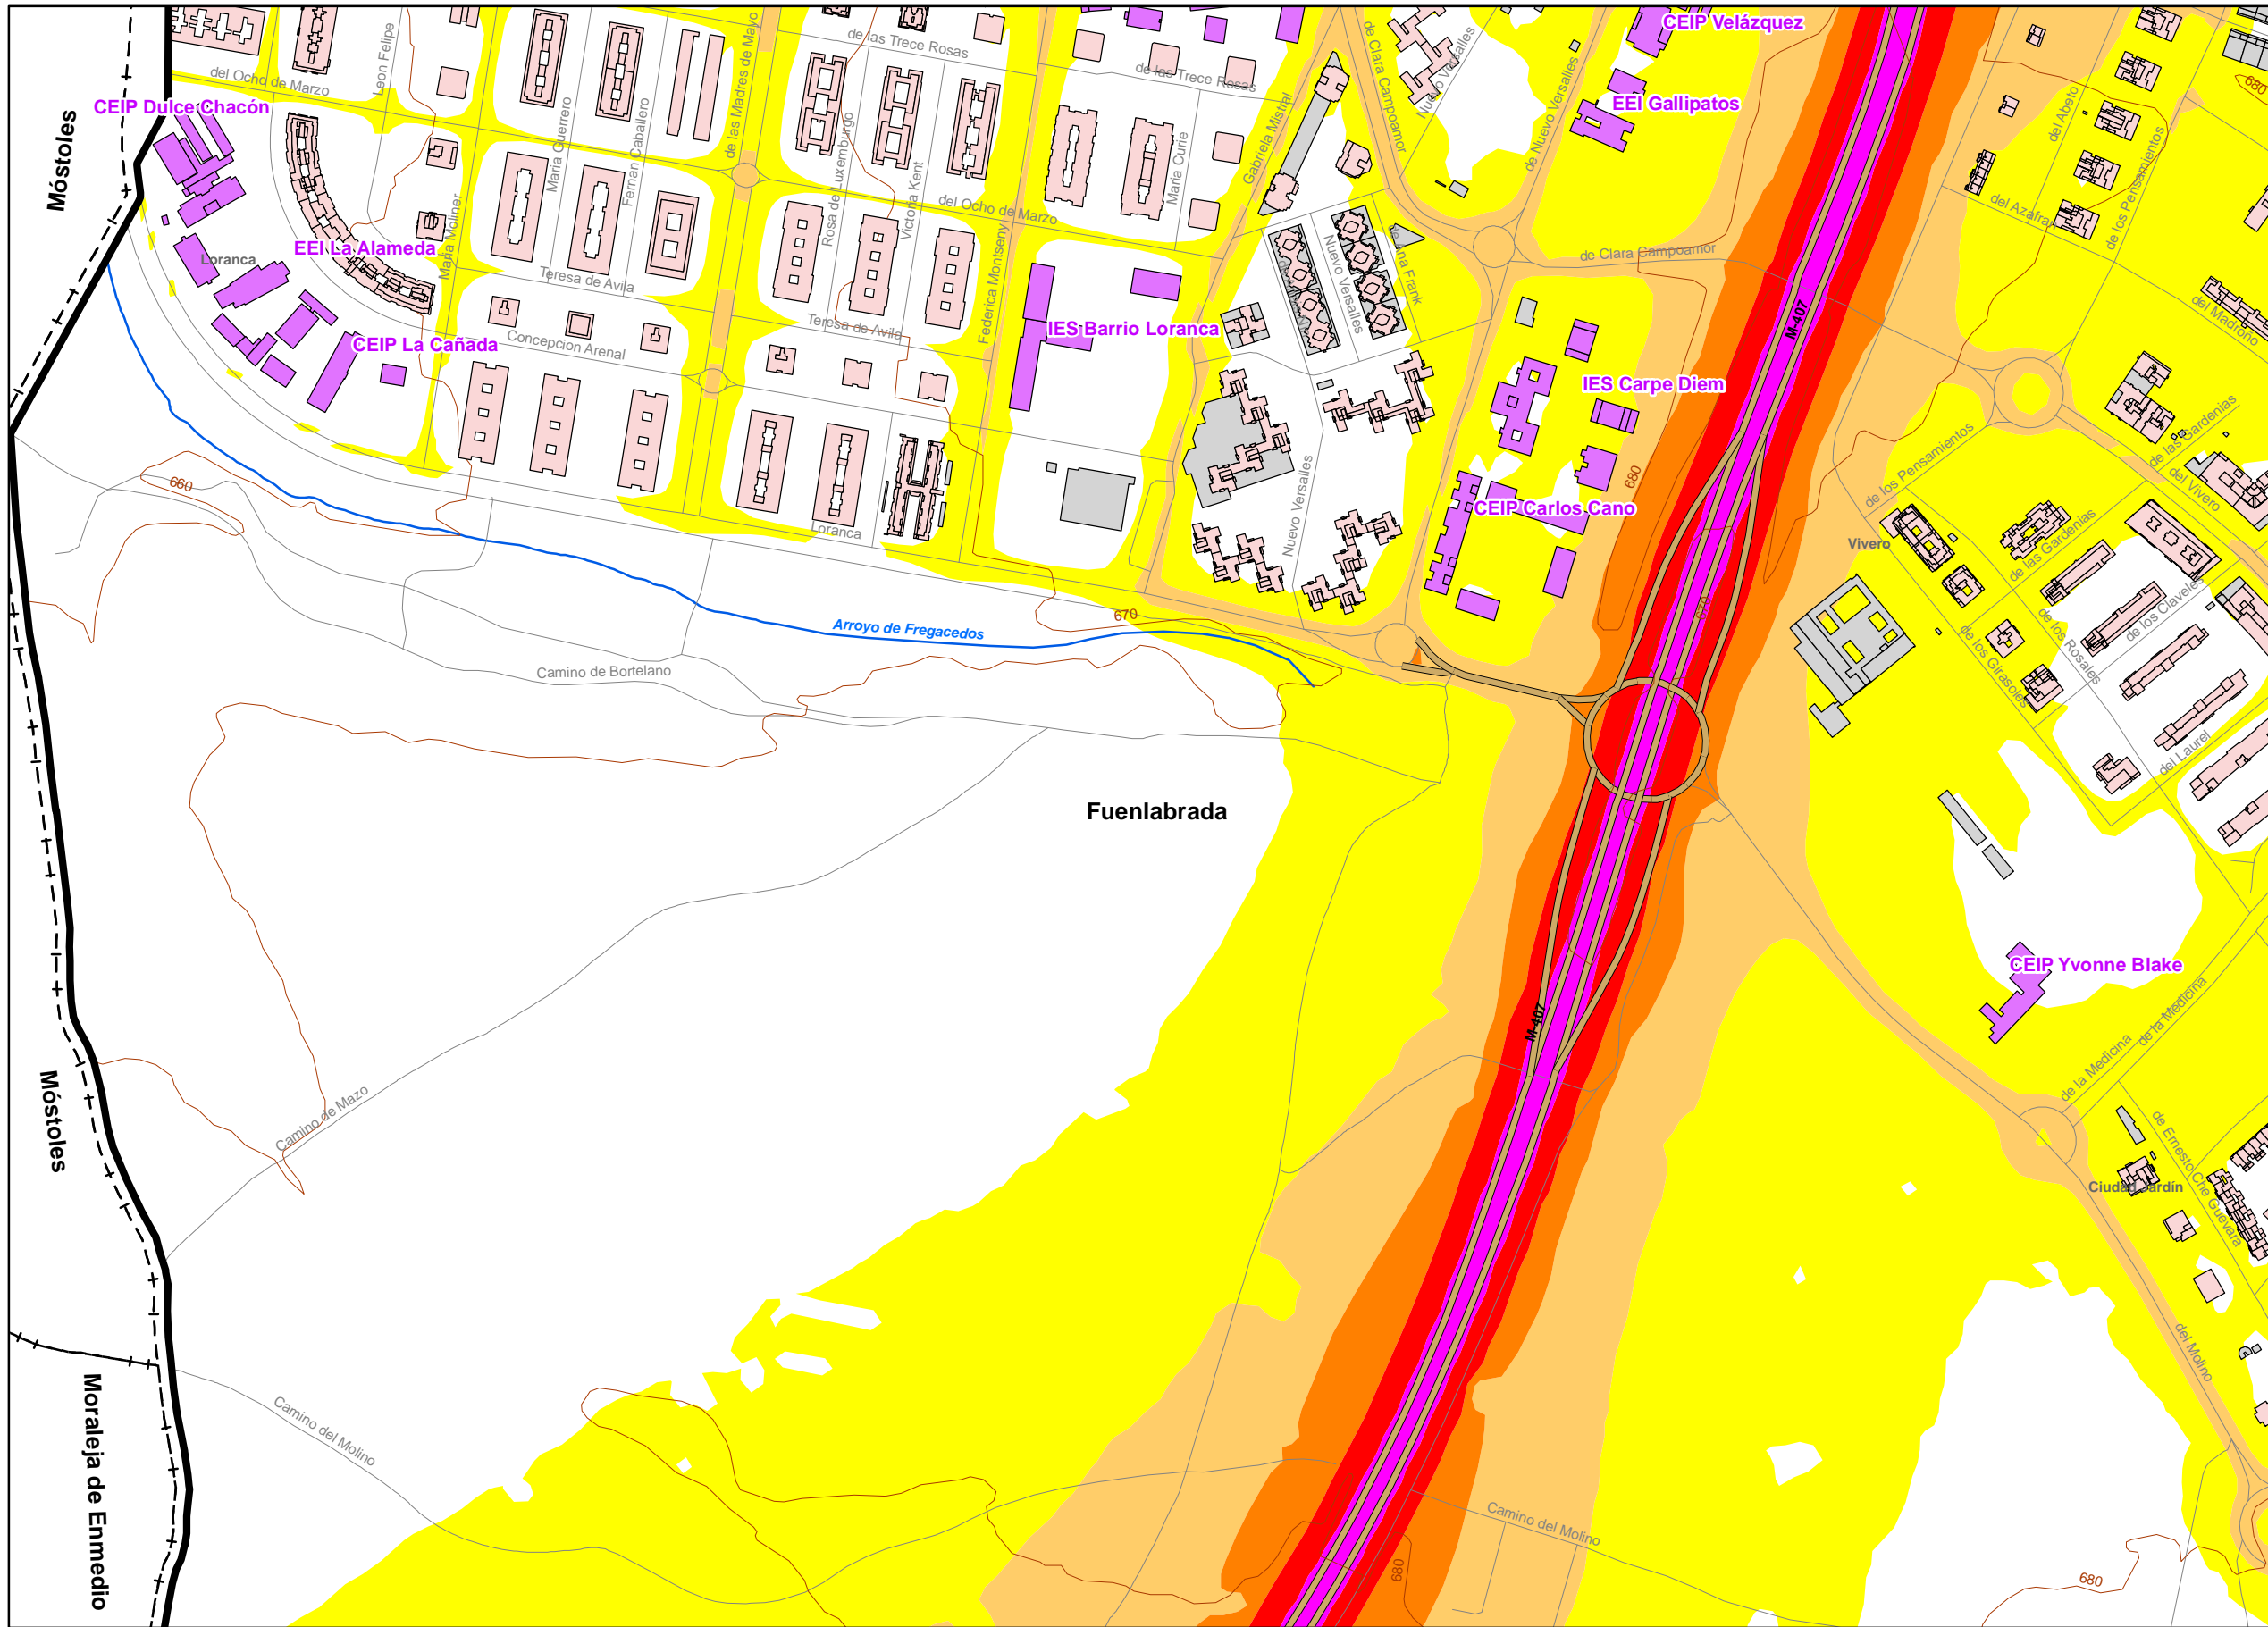 CEIP Velázquez
de las Trece Rosas
de las Madres de Mayo
Leon Felipe
de Clara Campoamor
Nuevo Versalles
de Nuevo Versalles
del Ocho de Marzo
de las Trece Rosas
680
CEIP Dulce Chacón
EEI Gallipatos
Móstoles
Maria Guerrero
Fernan Caballero
Rosa de Luxemburgo
Victoria Kent
Maria Curie
Gabriela Mistral
del Abeto
de los Pensamientos
del Azafran
del Ocho de Marzo
EEI La Alameda
Loranca
Maria Moliner
Federica Montseny
Nuevo Versalles
de Ana Frank
de Clara Campoamor
Teresa de Avila
Teresa de Avila
del Madroño
M-407
IES Barrio Loranca
CEIP La Cañada
Concepcion Arenal
IES Carpe Diem
de las Gardenias
de los Pensamientos
660
680
del Vivero
CEIP Carlos Cano
Nuevo Versalles
Loranca
Vivero
de las Gardenias
670
670
Arroyo de Fregacedos
de los Claveles
de los Rosales
de los Girasoles
Camino de Bortelano
del Laurel
Fuenlabrada
CEIP Yvonne Blake
M-407
de la Medicina
de la Medicina
Móstoles
Camino de Mazo
de Ernesto Che Guevara
Ciudad Jardín
del Molino
Moraleja de Enmedio
Camino del Molino
Camino del Molino
680
680